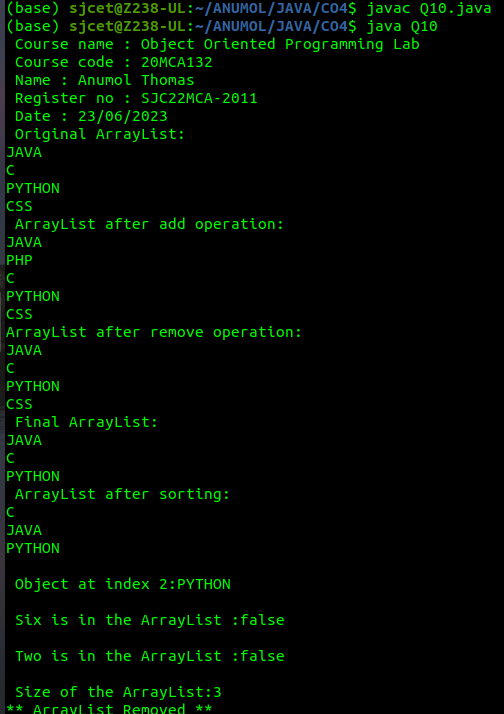 (base) sjcet@Z238-UL:~/ANUMOL/JAVA/CO4$ javac Q10.java
(base) sjcet@Z238-UL:~/ANUMOL/JAVA/CO4$ java Q10
Course name : Object Oriented Programming Lab
Course code : 20MCA132
Name : Anumol Thomas
Register no : SJC22MCA-2011
Date : 23/06/2023
Original ArrayList:
JAVA
C
PYTHON
CSS
ArrayList after add operation:
JAVA
PHP
C
PYTHON
CSS
ArrayList after remove operation:
JAVA
C
PYTHON
CSS
Final ArrayList:
JAVA
C
PYTHON
ArrayList after sorting:
C
JAVA
PYTHON
Object at index 2:PYTHON
Six is in the ArrayList :false
Two is in the ArrayList :false
Size of the ArrayList:3
** ArrayList Removed **